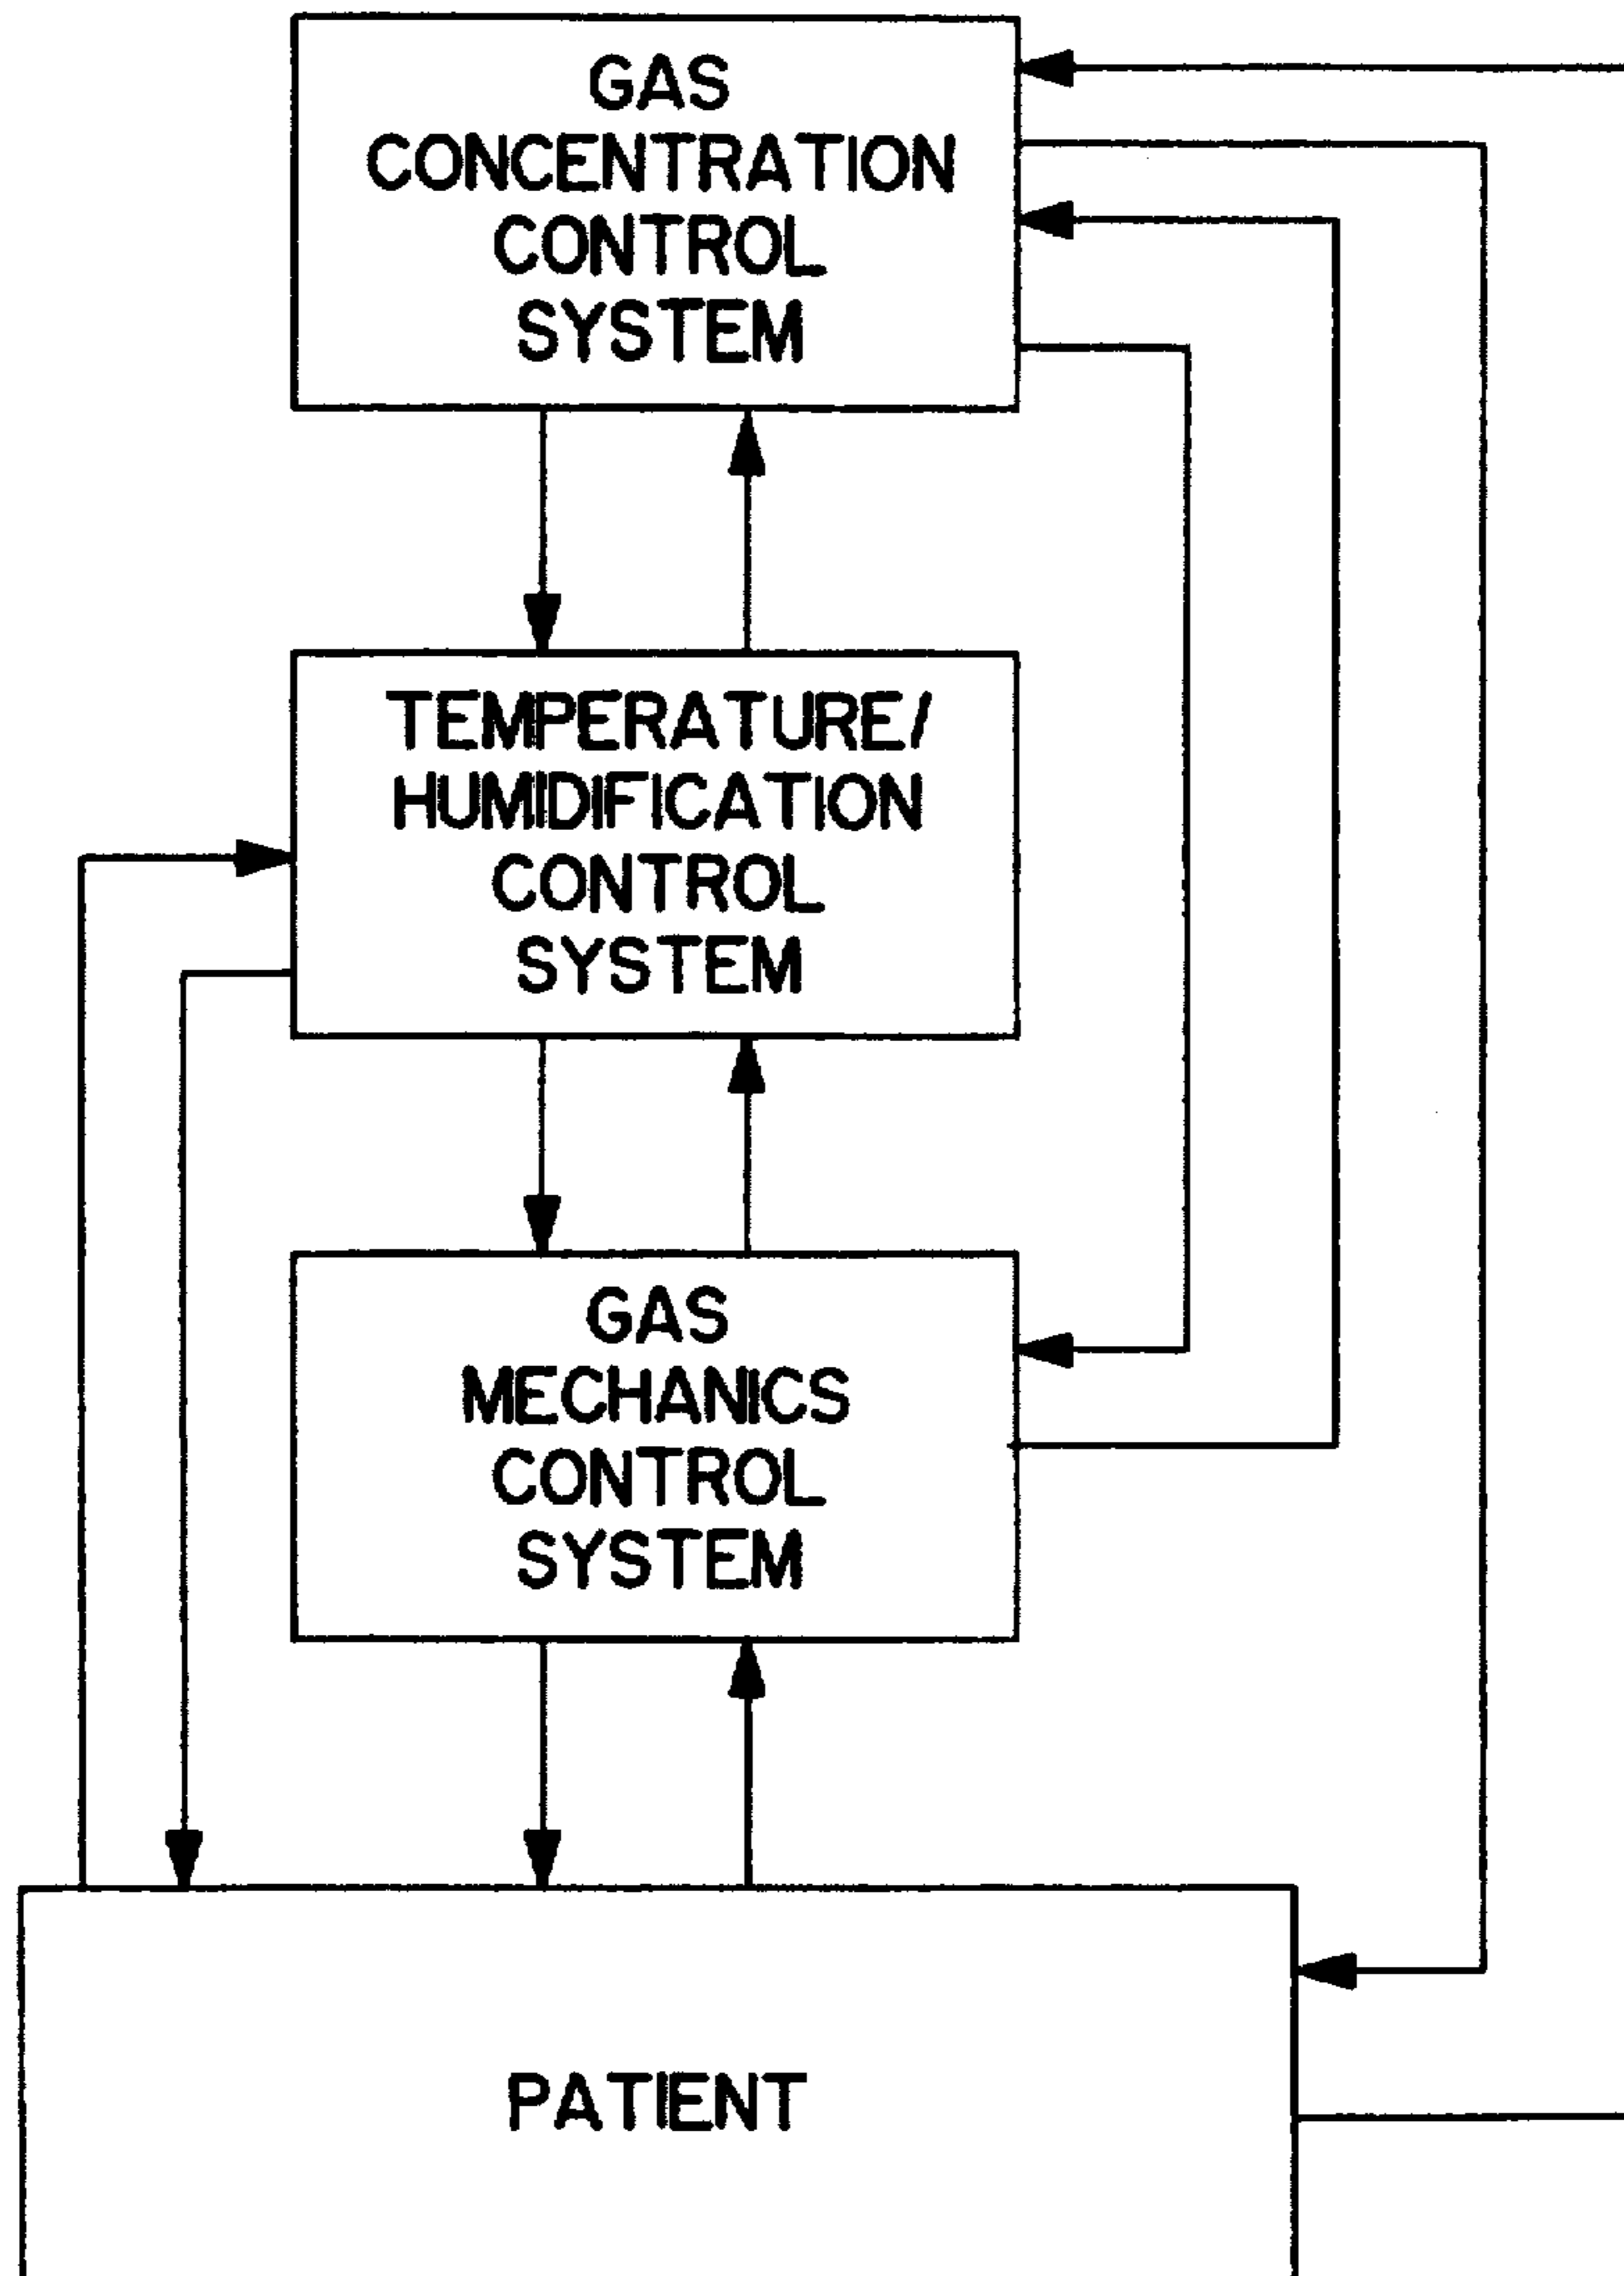 GAS
CONCENTRATION
CONTROL
SYSTEM
TEMPERATURE/
HUMIDIFICATION
CONTROL
SYSTEM
GAS
MECHANICS
CONTROL
SYSTEM
PATIENT